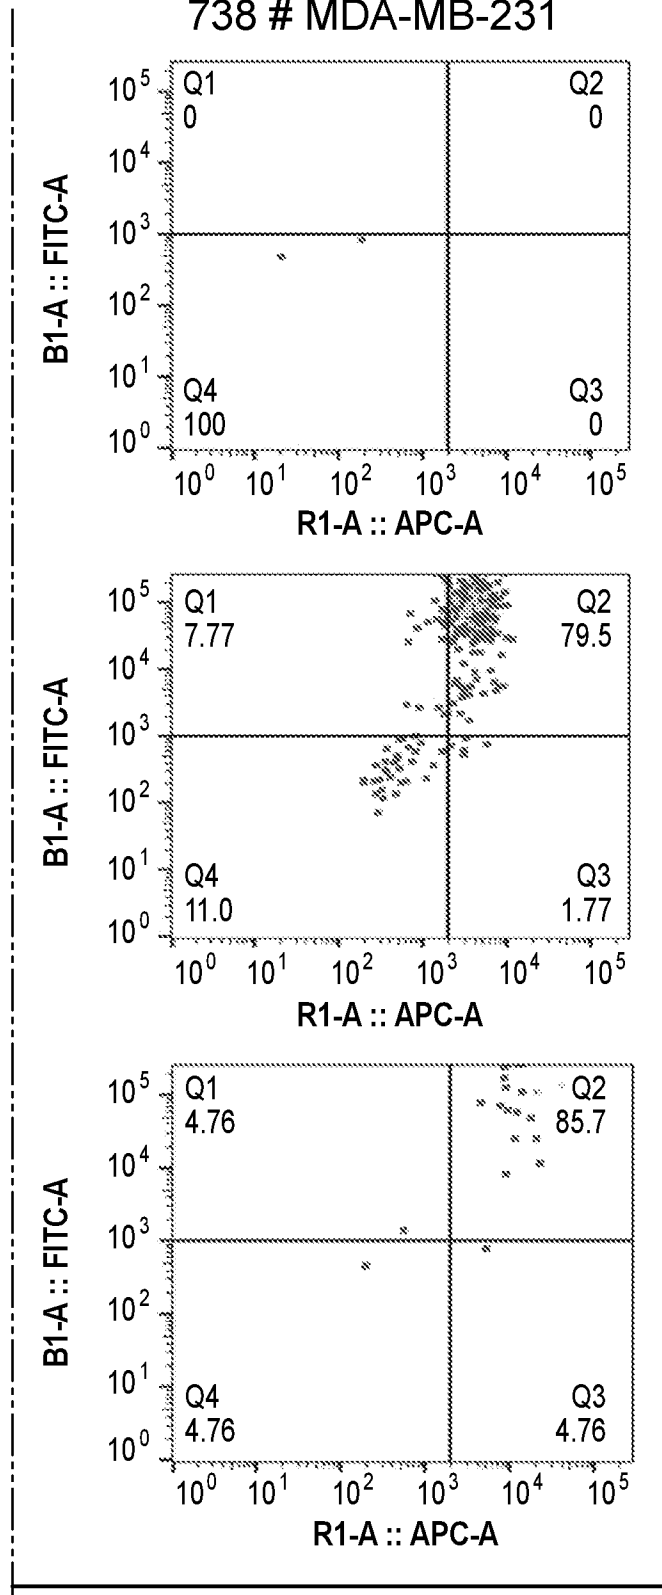 738 # MDA-MB-231
Q1 Q2
0 0
10^5
10^4
10^3
10^2
10^1
10^0
B1-A :: FITC-A
Q4 Q3
100 0
10^0 10^1 10^2 10^3 10^4 10^5
R1-A :: APC-A
Q1 Q2
7.77 79.5
10^5
10^4
10^3
10^2
10^1
10^0
B1-A :: FITC-A
Q4 Q3
11.0 1.77
10^0 10^1 10^2 10^3 10^4 10^5
R1-A :: APC-A
Q1 Q2
4.76 85.7
10^5
10^4
10^3
10^2
10^1
10^0
B1-A :: FITC-A
Q4 Q3
4.76 4.76
10^0 10^1 10^2 10^3 10^4 10^5
R1-A :: APC-A